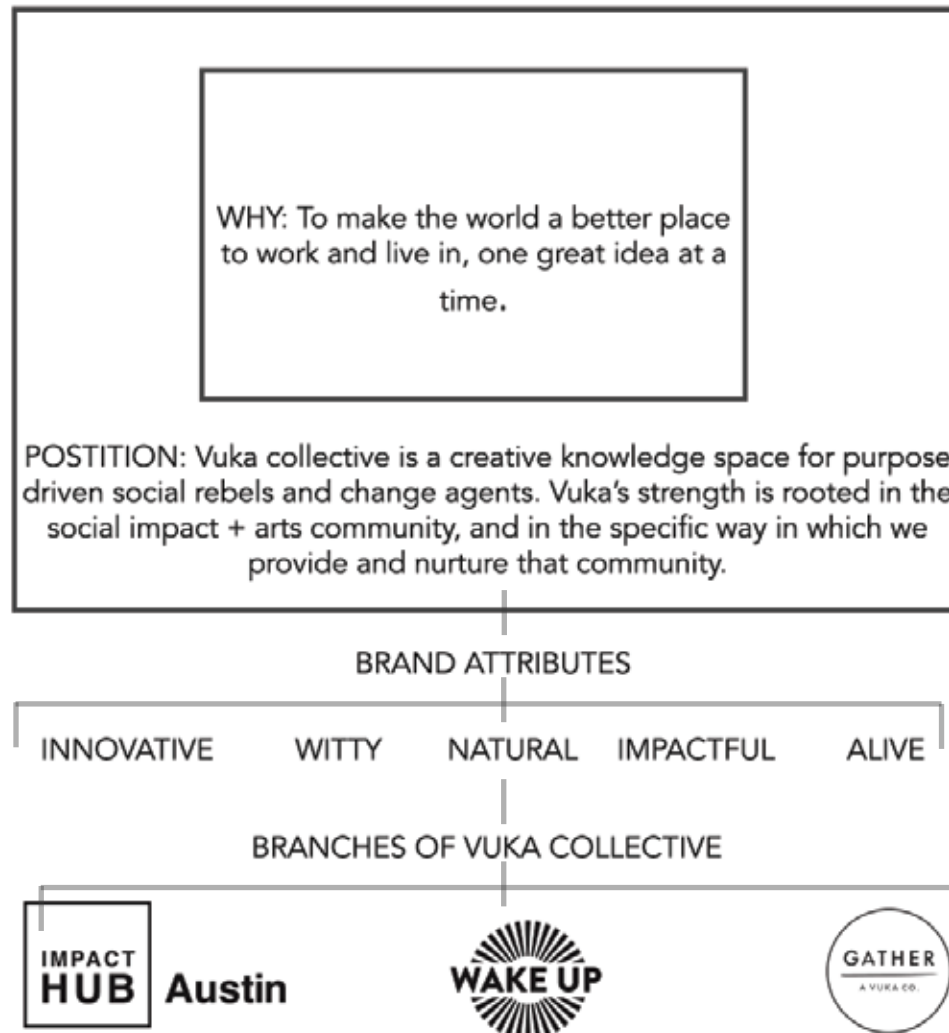 WHY: To make the world a better place
to work and live in, one great idea at a
time.
POSTITION: Vuka collective is a creative knowledge space for purpose
driven social rebels and change agents. Vuka's strength is rooted in the
social impact + arts community, and in the specific way in which we
provide and nurture that community.
BRAND ATTRIBUTES
INNOVATIVE WITTY NATURAL IMPACTFUL ALIVE
BRANCHES OF VUKA COLLECTIVE
IMPACT
HUB Austin
WAKE UP
GATHER
A VUKA CO.